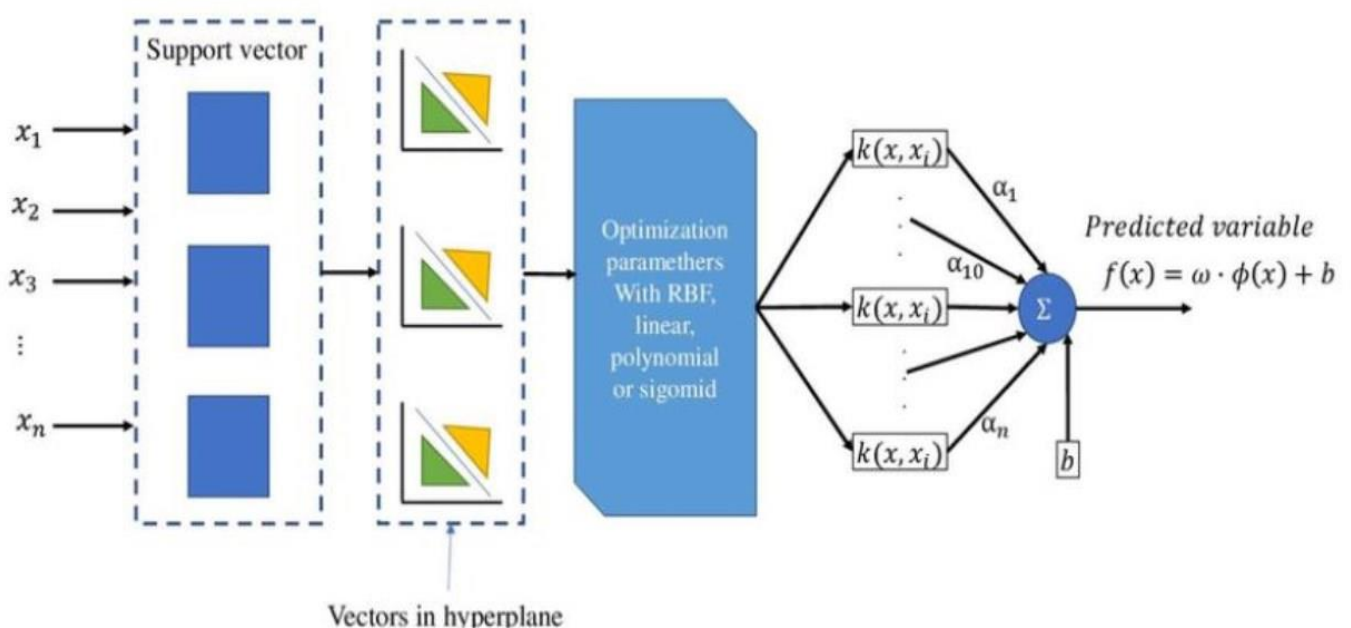 Support vector
x₁
x₂
x₃
⋮
xₙ
Vectors in hyperplane
Optimization
paramethers
With RBF,
linear,
polynomial
or sigomid
k(x, xᵢ)
k(x, xᵢ)
k(x, xᵢ)
α₁
α₁₀
αₙ
Σ
b
Predicted variable
f(x) = ω · ϕ(x) + b